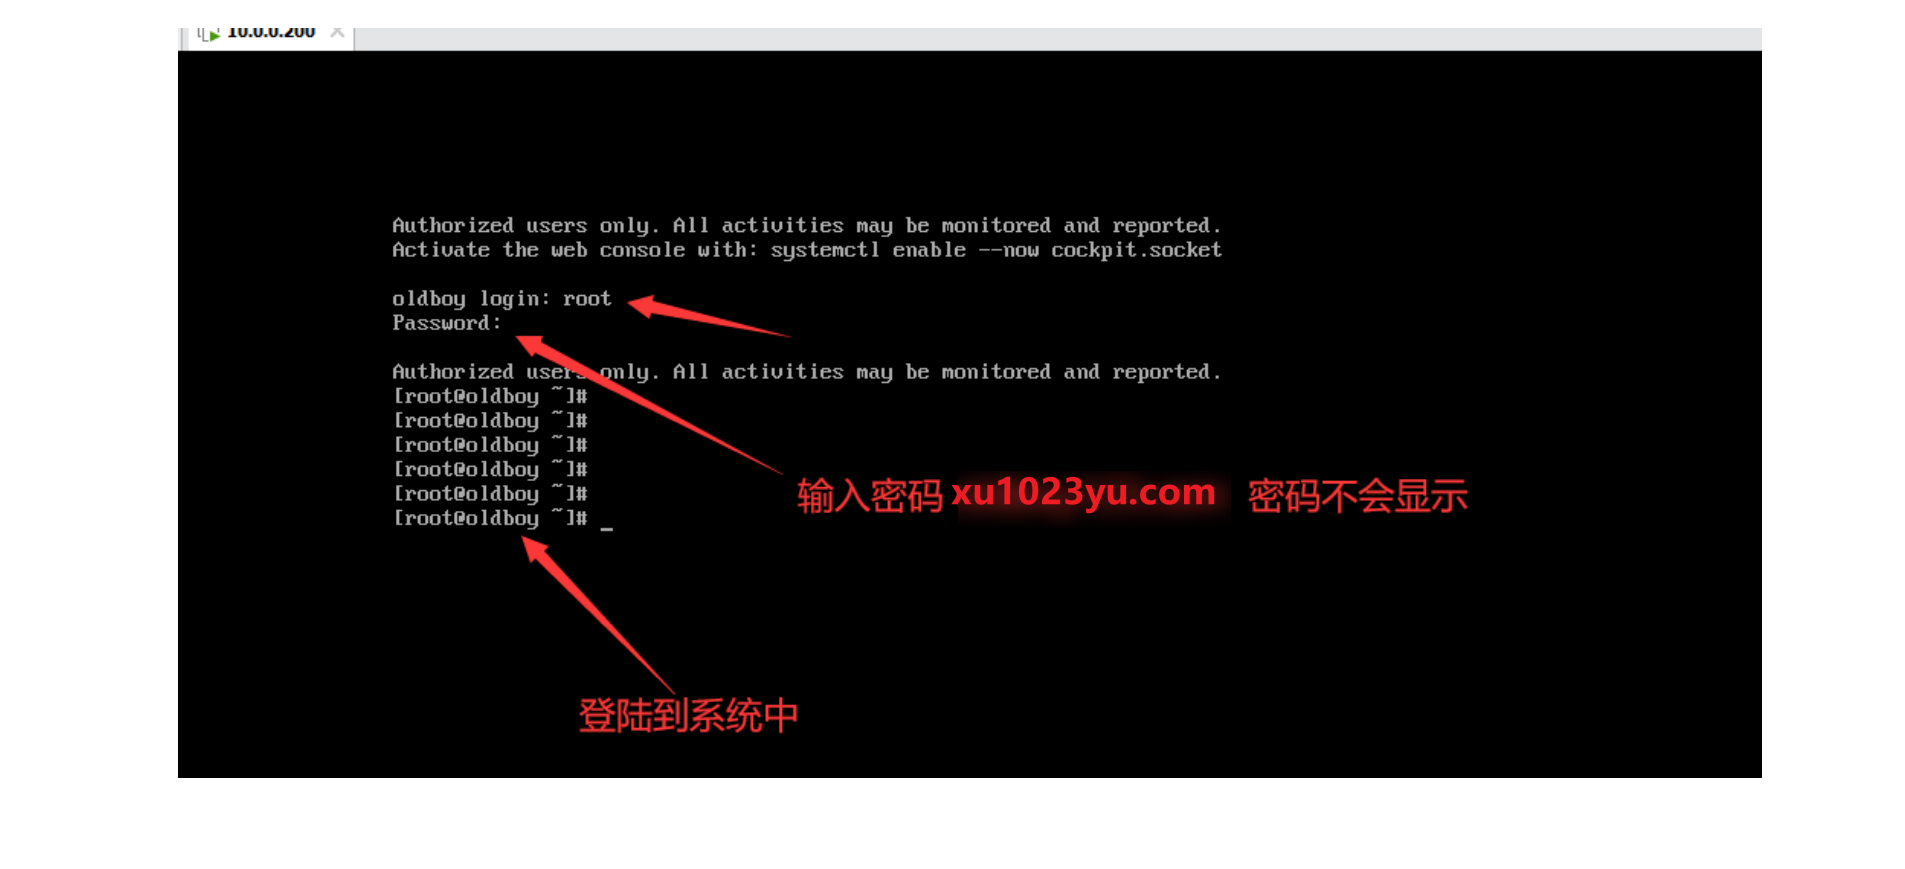 10.0.0.200
Authorized users only. All activities may be monitored and reported.
Activate the web console with: systemctl enable --now cockpit.socket
oldboy login: root
Password:
Authorized users only. All activities may be monitored and reported.
[root@oldboy ~]#
[root@oldboy ~]#
[root@oldboy ~]#
[root@oldboy ~]#
[root@oldboy ~]#
输入密码 xu1023yu.com 密码不会显示
[root@oldboy ~]# _
登陆到系统中